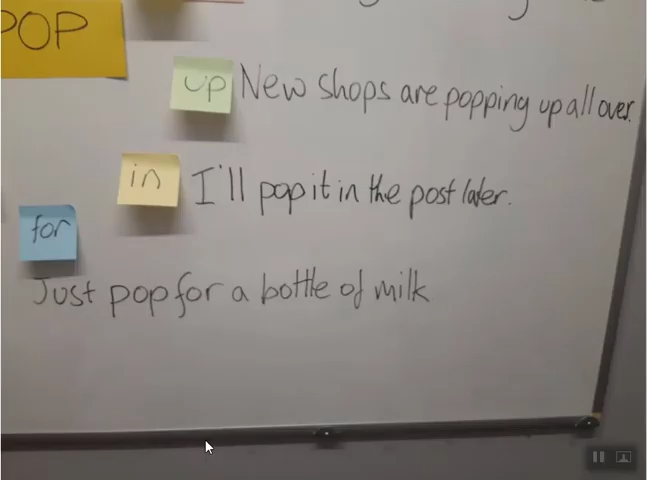 POP
up New shops are popping up all over.
in I'll pop it in the post later.
for
Just pop for a bottle of milk